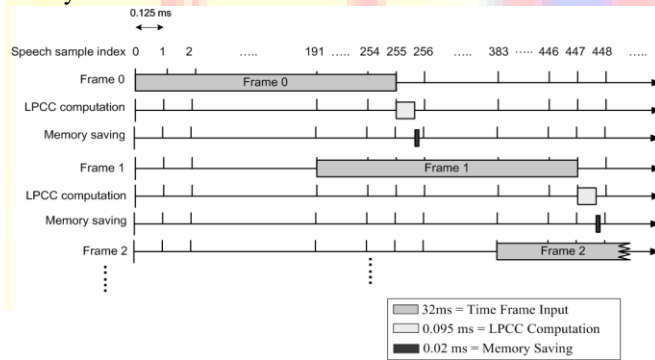 0.125 ms
Speech sample index 0 1 2 ..... 191 ..... 254 255 256 ..... 383 ..... 446 447 448 .....
Frame 0 Frame 0
LPCC computation
Memory saving
Frame 1 Frame 1
LPCC computation
Memory saving
Frame 2 Frame 2
32ms = Time Frame Input
0.095 ms = LPCC Computation
0.02 ms = Memory Saving